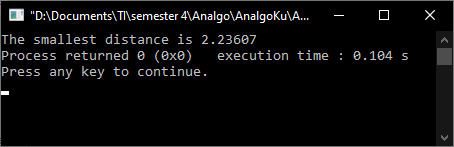 "D:\Documents\TI\semester 4\Analgo\AnalgoKu\A...
The smallest distance is 2.23607
Process returned 0 (0x0)   execution time : 0.104 s
Press any key to continue.